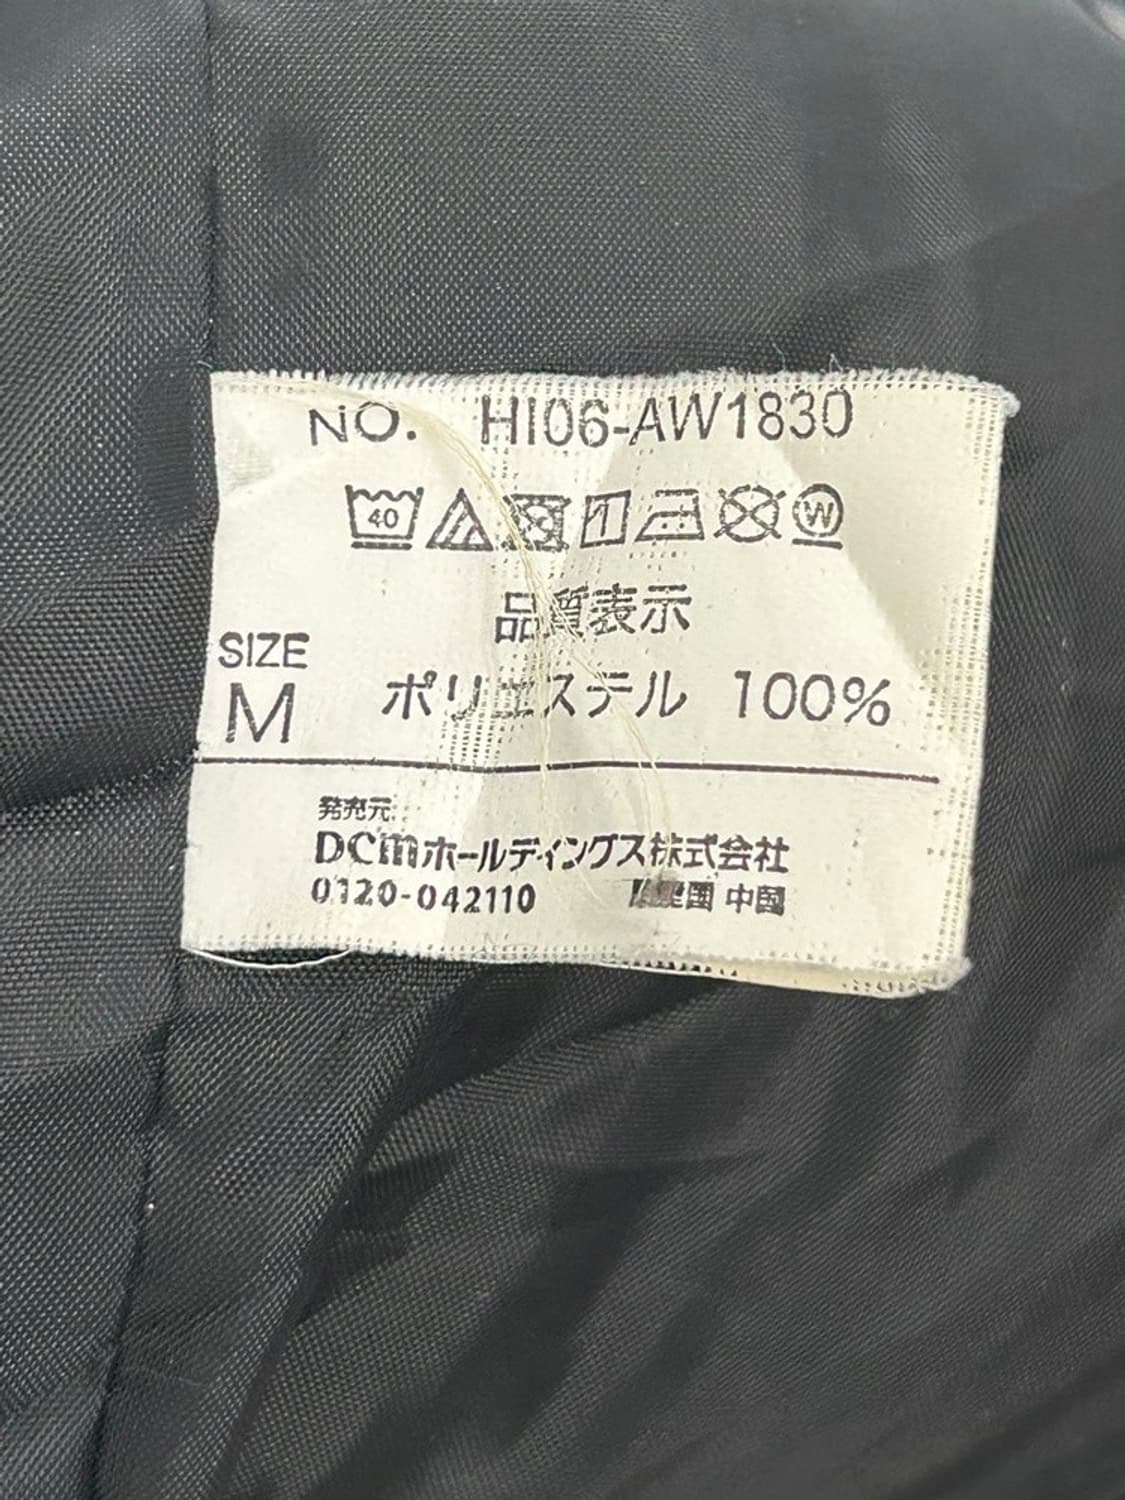 NO. HI06-AW1830
40 W
品質表示
SIZE
M
ポリエステル 100%
発売元:
DCMホールディングス株式会社
0120-042110 中国